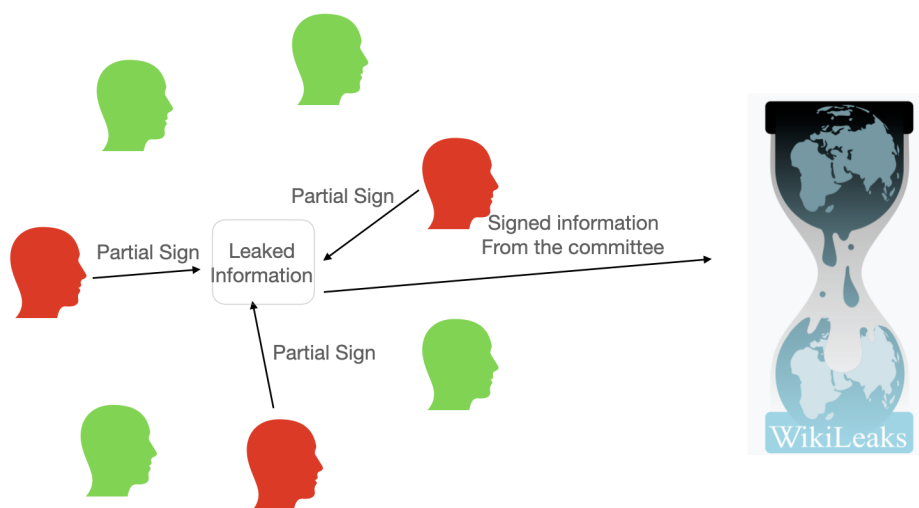 Partial Sign
Signed information
From the committee
Partial Sign
Leaked
Information
Partial Sign
WikiLeaks